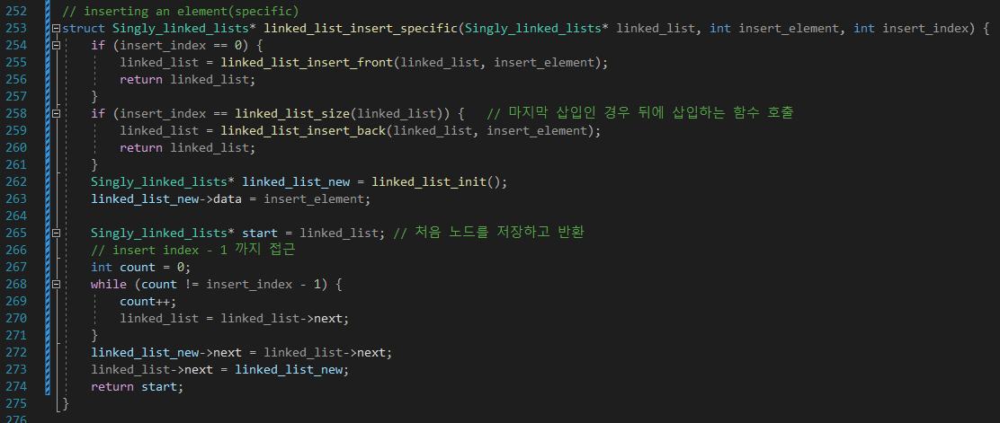 252 // inserting an element(specific)
253 struct Singly_linked_lists* linked_list_insert_specific(Singly_linked_lists* linked_list, int insert_element, int insert_index) {
254 if (insert_index == 0) {
255 linked_list = linked_list_insert_front(linked_list, insert_element);
256 return linked_list;
257 }
258 if (insert_index == linked_list_size(linked_list)) { // 마지막 삽입인 경우 뒤에 삽입하는 함수 호출
259 linked_list = linked_list_insert_back(linked_list, insert_element);
260 return linked_list;
261 }
262 Singly_linked_lists* linked_list_new = linked_list_init();
263 linked_list_new->data = insert_element;
264
265 Singly_linked_lists* start = linked_list; // 처음 노드를 저장하고 반환
266 // insert index - 1 까지 접근
267 int count = 0;
268 while (count != insert_index - 1) {
269 count++;
270 linked_list = linked_list->next;
271 }
272 linked_list_new->next = linked_list->next;
273 linked_list->next = linked_list_new;
274 return start;
275 }
276